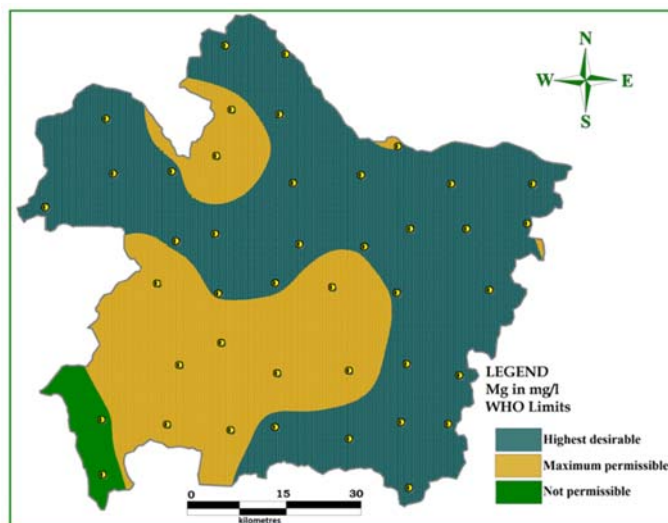 N
W E
S
LEGEND
Mg in mg/l
WHO Limits
Highest desirable
Maximum permissible
Not permissible
0 15 30
kilometres